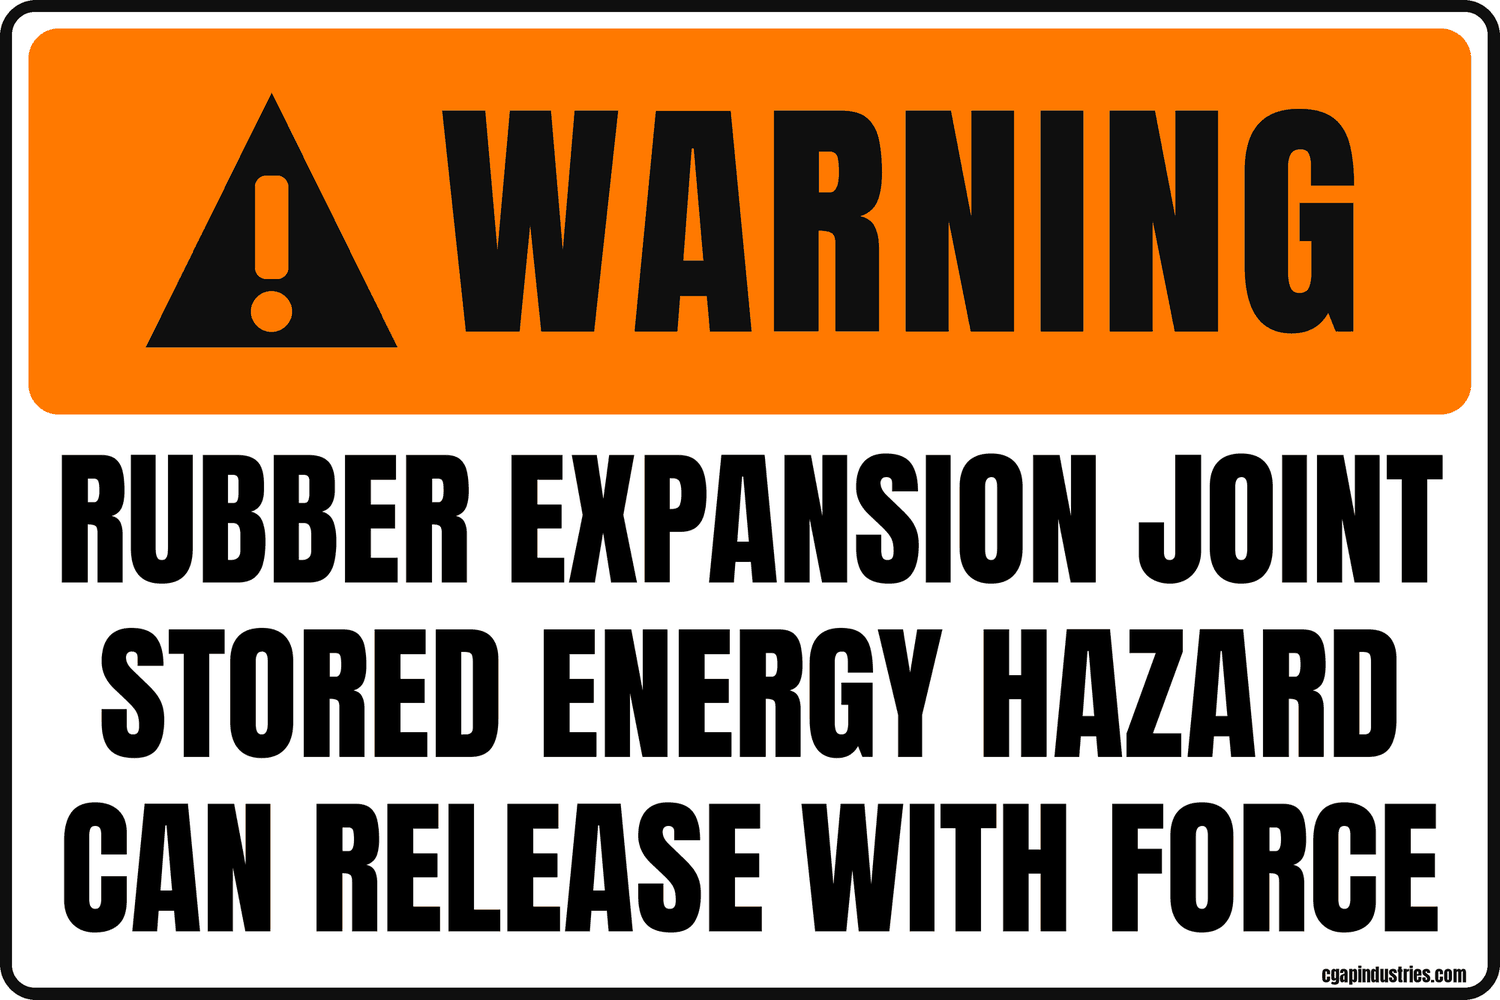 WARNING
RUBBER EXPANSION JOINT
STORED ENERGY HAZARD
CAN RELEASE WITH FORCE
cgapindustries.com